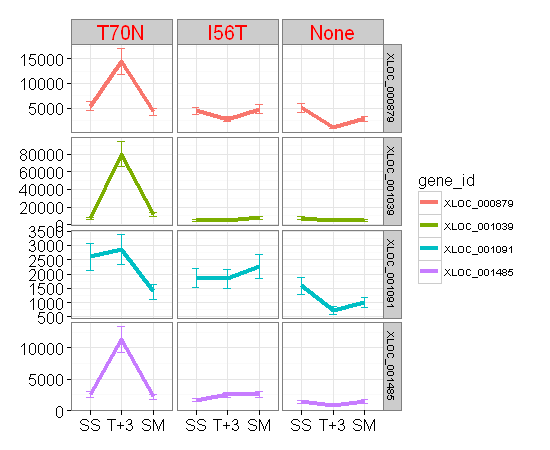 T70N I56T None
15000
10000
5000
XLOC_000879
80000
60000
40000
20000
0
XLOC_001039
3500
3000
2500
2000
1500
1000
500
XLOC_001091
10000
5000
0
XLOC_001485
SS T+3 SM SS T+3 SM SS T+3 SM
gene_id
XLOC_000879
XLOC_001039
XLOC_001091
XLOC_001485